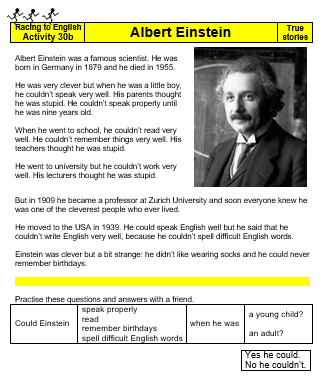 Racing to English
Activity 30b
Albert Einstein
True
stories
Albert Einstein was a famous scientist. He was
born in Germany in 1879 and he died in 1955.
He was very clever but when he was a little boy,
he couldn't speak very well. His parents thought
he was stupid. He couldn't speak properly until
he was nine years old.
When he went to school, he couldn't read very
well. He couldn't remember things very well. His
teachers thought he was stupid.
He went to university but he couldn't work very
well. His lecturers thought he was stupid.
But in 1909 he became a professor at Zurich University and soon everyone knew he
was one of the cleverest people who ever lived.
He moved to the USA in 1939. He could speak English well but he said that he
couldn't write English very well, because he couldn't spell difficult English words.
Einstein was clever but a bit strange: he didn't like wearing socks and he could never
remember birthdays.
Practise these questions and answers with a friend.
Could Einstein
speak properly
read
remember birthdays
spell difficult English words
when he was
a young child?
an adult?
Yes he could.
No he couldn't.